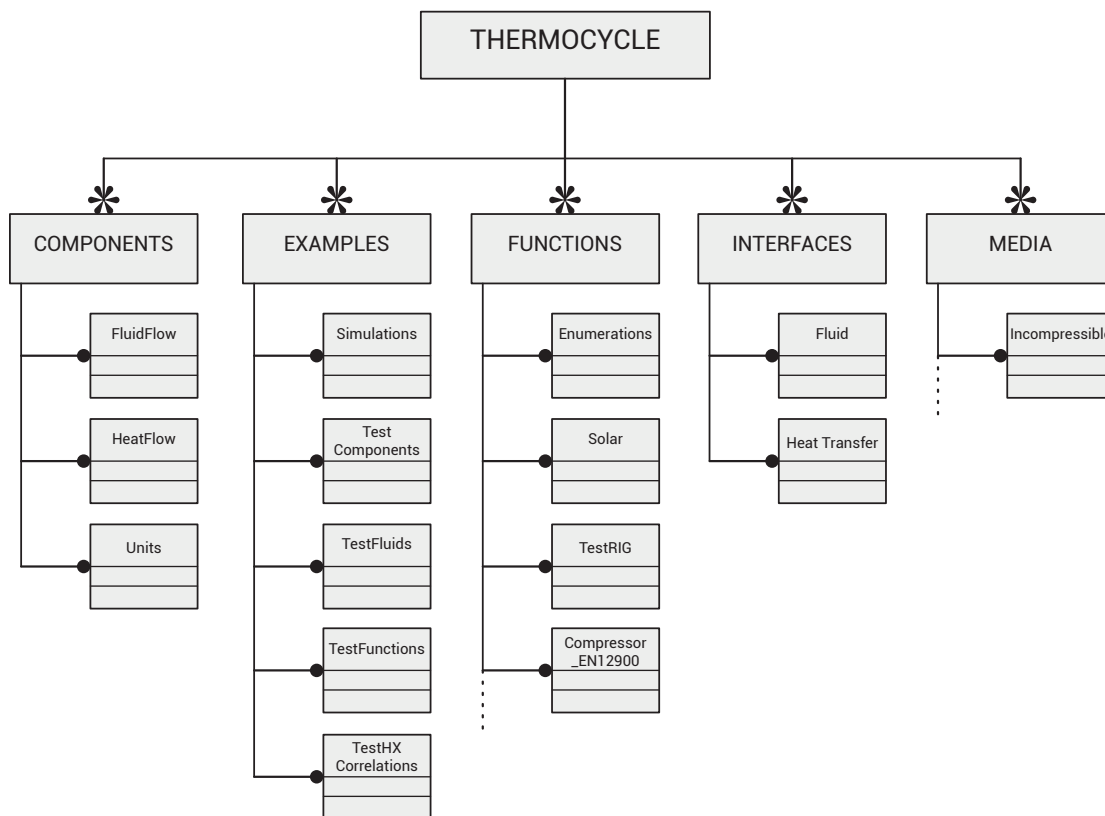 THERMOCYCLE
COMPONENTS
EXAMPLES
FUNCTIONS
INTERFACES
MEDIA
FluidFlow
Simulations
Enumerations
Fluid
Incompressible
HeatFlow
Test
Components
Solar
Heat Transfer
Units
TestFluids
TestRIG
TestFunctions
Compressor
_EN12900
TestHX
Correlations